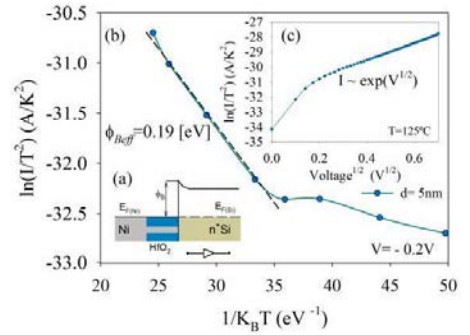 (b)
(c)
ln(I/T²) (A/K²)
-30.5
-31.0
-31.5
-32.0
-32.5
-33.0
ϕBeff=0.19 [eV]
ln(I/T²) (A/K²)
-27
-28
-29
-30
-31
-32
-33
-34
-35
I ~ exp(V^1/2)
T=125ºC
0.0 0.2 0.4 0.6
Voltage^1/2 (V^1/2)
d= 5nm
(a)
ϕB
EF(Ni)
EF(Si)
Ni
n⁺Si
HfO₂
V= - 0.2V
20 25 30 35 40 45 50
1/KBT (eV⁻¹)